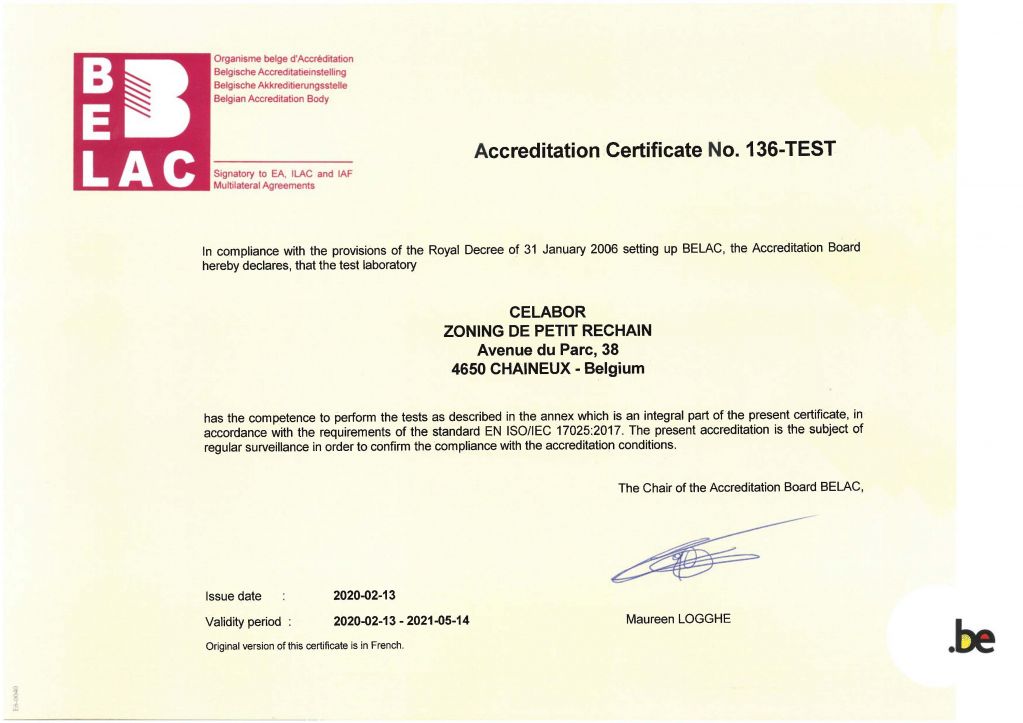 BELAC
Organisme belge d'Accréditation
Belgische Accreditatieinstelling
Belgische Akkreditierungsstelle
Belgian Accreditation Body
Signatory to EA, ILAC and IAF
Multilateral Agreements
Accreditation Certificate No. 136-TEST
In compliance with the provisions of the Royal Decree of 31 January 2006 setting up BELAC, the Accreditation Board
hereby declares, that the test laboratory
CELABOR
ZONING DE PETIT RECHAIN
Avenue du Parc, 38
4650 CHAINEUX - Belgium
has the competence to perform the tests as described in the annex which is an integral part of the present certificate, in
accordance with the requirements of the standard EN ISO/IEC 17025:2017. The present accreditation is the subject of
regular surveillance in order to confirm the compliance with the accreditation conditions.
The Chair of the Accreditation Board BELAC,
Issue date : 2020-02-13
Validity period : 2020-02-13 - 2021-05-14
Maureen LOGGHE
Original version of this certificate is in French.
.be